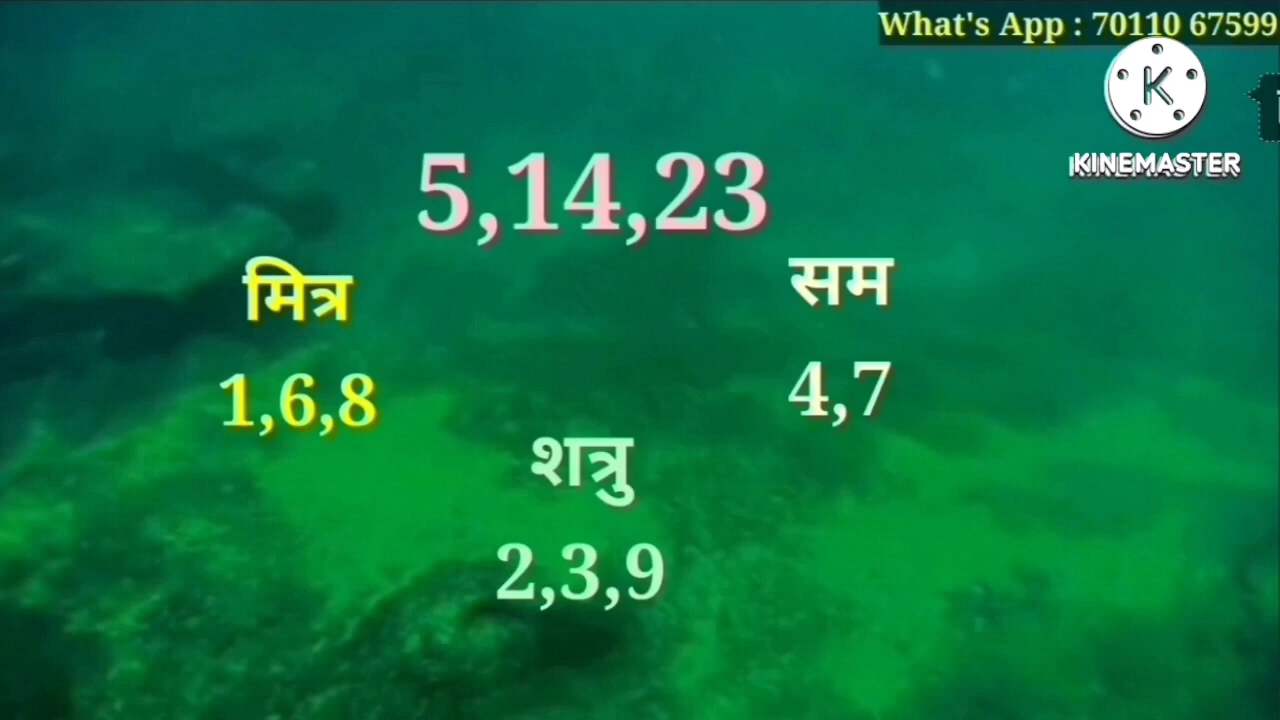 What's App : 70110 67599
K
KINEMASTER
5,14,23
मित्र
सम
1,6,8
4,7
शत्रु
2,3,9